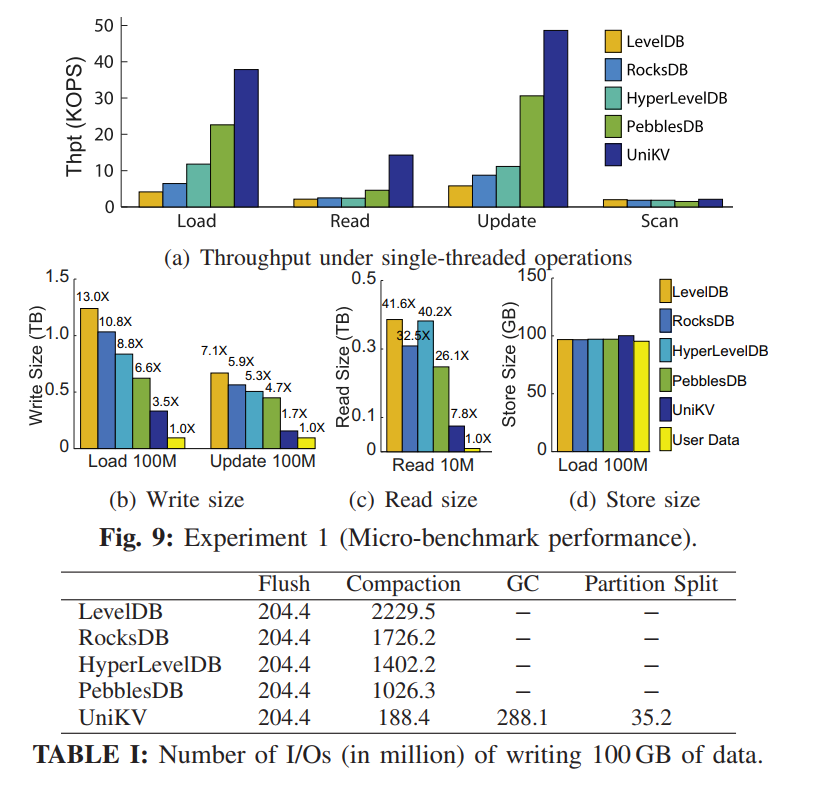 50
40
30
20
10
0
Thpt (KOPS)
Load Read Update Scan
LevelDB
RocksDB
HyperLevelDB
PebblesDB
UniKV
(a) Throughput under single-threaded operations
1.5
1.0
0.5
0
Write Size (TB)
13.0X
10.8X
8.8X
6.6X
3.5X
1.0X
7.1X
5.9X
5.3X
4.7X
1.7X
1.0X
Load 100M Update 100M
(b) Write size
0.5
0.3
0.1
0
Read Size (TB)
41.6X
32.5X
40.2X
26.1X
7.8X
1.0X
Read 10M
(c) Read size
150
100
50
0
Store Size (GB)
Load 100M
LevelDB
RocksDB
HyperLevelDB
PebblesDB
UniKV
User Data
(d) Store size
Fig. 9: Experiment 1 (Micro-benchmark performance).
Flush Compaction GC Partition Split
LevelDB 204.4 2229.5 − −
RocksDB 204.4 1726.2 − −
HyperLevelDB 204.4 1402.2 − −
PebblesDB 204.4 1026.3 − −
UniKV 204.4 188.4 288.1 35.2
TABLE I: Number of I/Os (in million) of writing 100 GB of data.